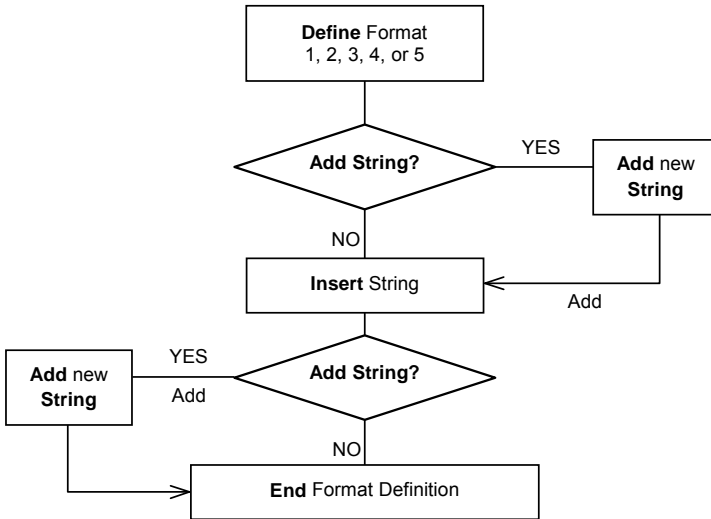 Define Format
1, 2, 3, 4, or 5
Add String?
YES
Add new
String
NO
Insert String
Add
Add String?
YES
Add
Add new
String
NO
End Format Definition